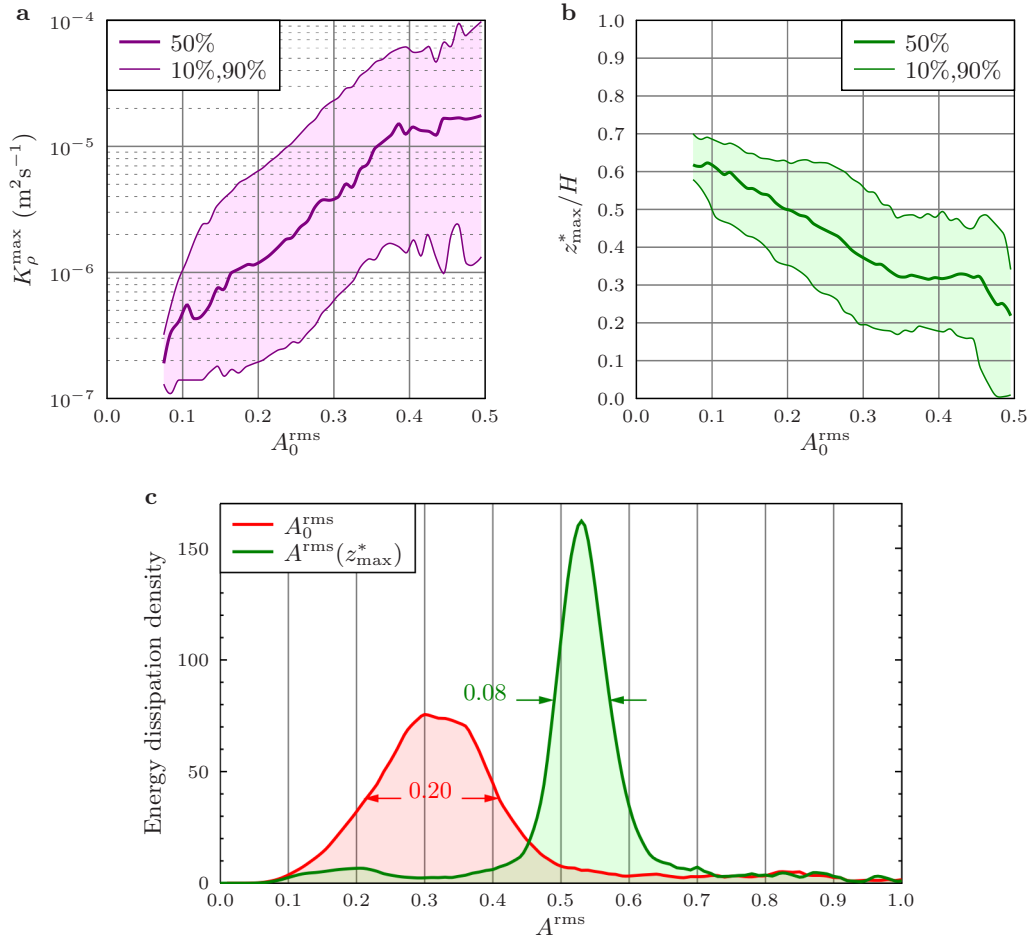 a
50%
10%,90%
10⁻⁴
10⁻⁵
10⁻⁶
10⁻⁷
0.0 0.1 0.2 0.3 0.4 0.5
K_ρ^max (m²s⁻¹)
A_0^rms
b
50%
10%,90%
1.0
0.9
0.8
0.7
0.6
0.5
0.4
0.3
0.2
0.1
0.0
0.0 0.1 0.2 0.3 0.4 0.5
z*_max/H
A_0^rms
c
A_0^rms
A^rms(z*_max)
150
100
50
0
0.08
0.20
0.0 0.1 0.2 0.3 0.4 0.5 0.6 0.7 0.8 0.9 1.0
Energy dissipation density
A^rms